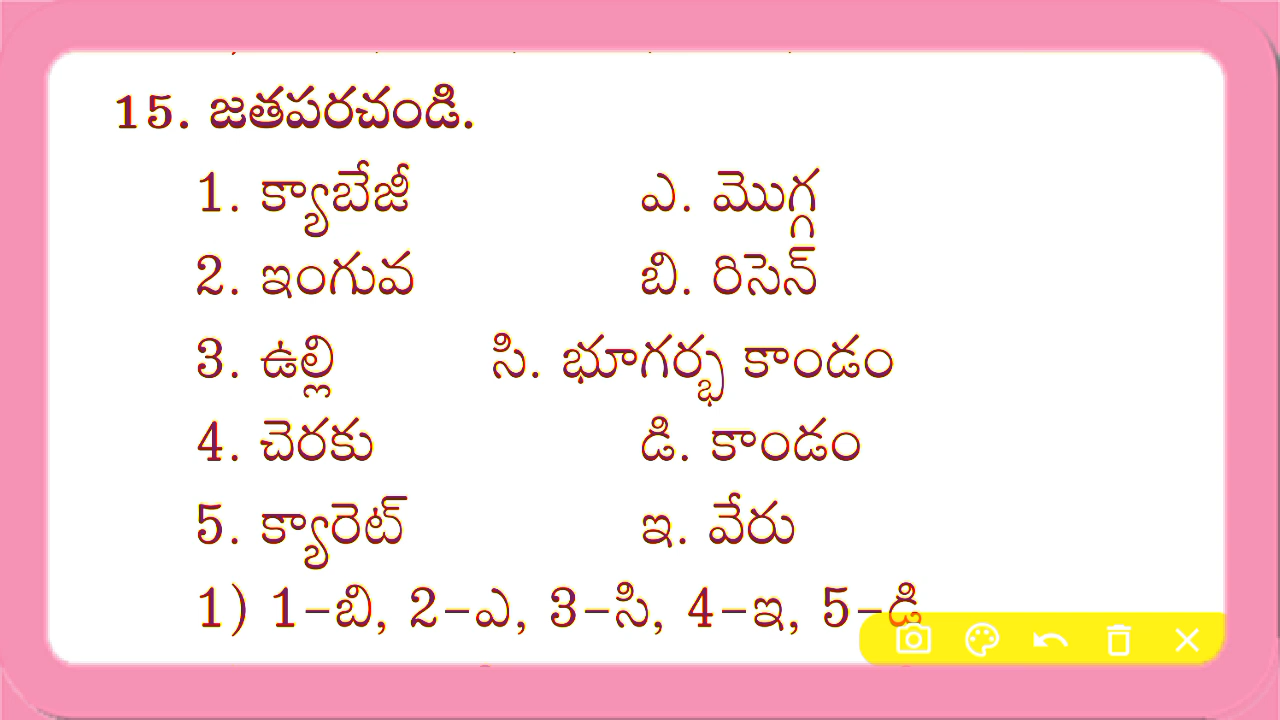 15. జతపరచండి.
1. క్యాబేజీ ఎ. మొగ్గ
2. ఇంగువ బి. రిసెన్
3. ఉల్లి సి. భూగర్భ కాండం
4. చెరకు డి. కాండం
5. క్యారెట్ ఇ. వేరు
1) 1-బి, 2-ఎ, 3-సి, 4-ఇ, 5-డి